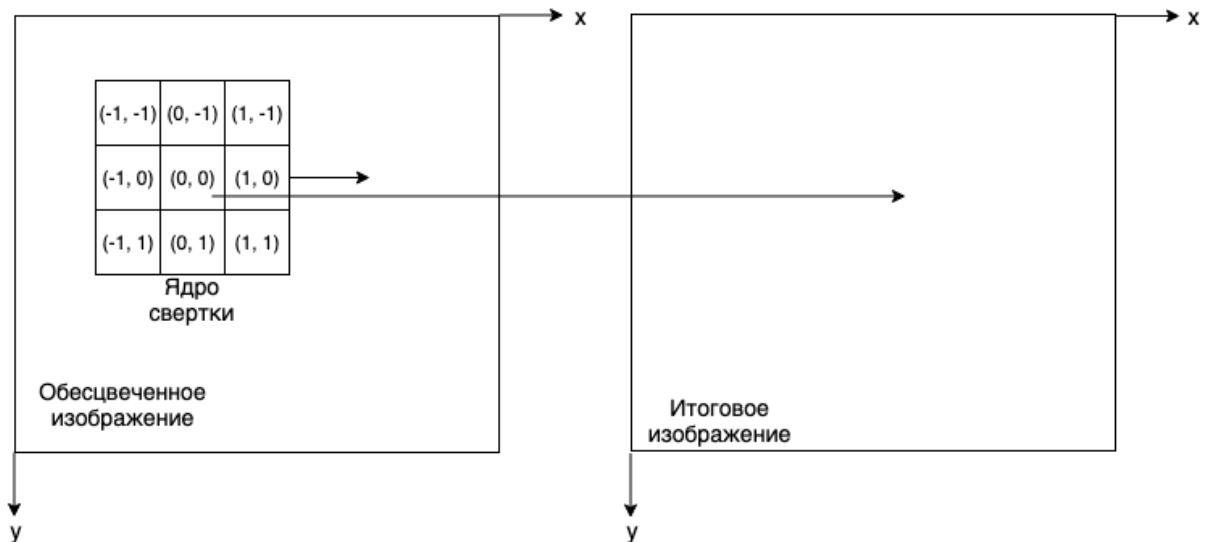 x
x
(-1, -1) (0, -1) (1, -1)
(-1, 0) (0, 0) (1, 0)
(-1, 1) (0, 1) (1, 1)
Ядро
свертки
Обесцвеченное
изображение
Итоговое
изображение
y
y